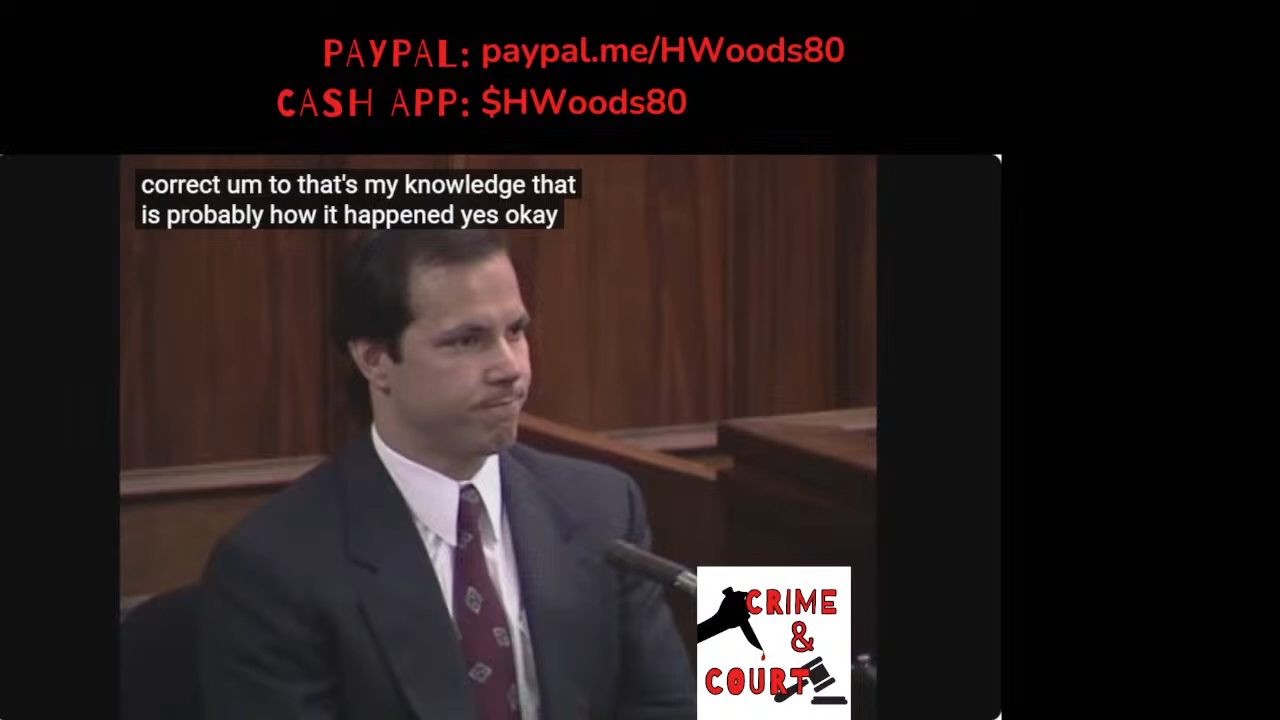 PAYPAL: paypal.me/HWoods80
CASH APP: $HWoods80
correct um to that's my knowledge that
is probably how it happened yes okay
CRIME
&
COURT